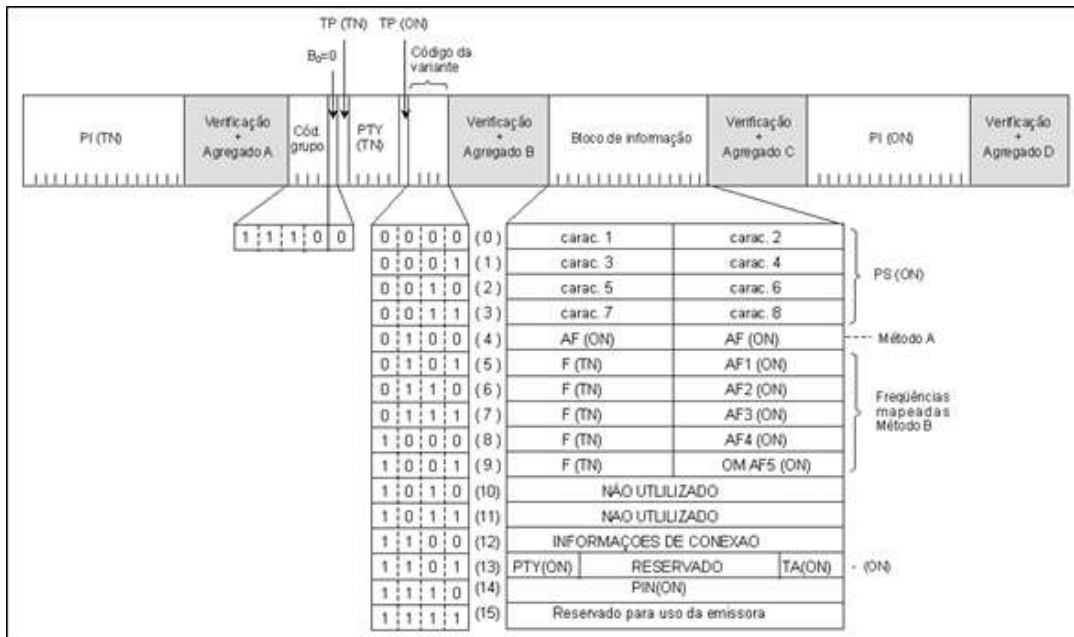 TP (TN) TP (ON)
B₀=0
Código da
variante
PI (TN)
Verificação
+
Agregado A
Cód.
grupo
PTY
(TN)
Verificação
+
Agregado B
Bloco de informação
Verificação
+
Agregado C
PI (ON)
Verificação
+
Agregado D
1 1 1 0 0
0 0 0 0 (0) carac. 1 carac. 2
0 0 0 1 (1) carac. 3 carac. 4
0 0 1 0 (2) carac. 5 carac. 6
0 0 1 1 (3) carac. 7 carac. 8
PS (ON)
0 1 0 0 (4) AF (ON) AF (ON) Método A
0 1 0 1 (5) F (TN) AF1 (ON)
0 1 1 0 (6) F (TN) AF2 (ON)
0 1 1 1 (7) F (TN) AF3 (ON)
1 0 0 0 (8) F (TN) AF4 (ON)
1 0 0 1 (9) F (TN) OM AF5 (ON)
Freqüências
mapeadas
Método B
1 0 1 0 (10) NÃO UTLILIZADO
1 0 1 1 (11) NAO UTLILIZADO
1 1 0 0 (12) INFORMAÇOES DE CONEXAO
1 1 0 1 (13) PTY(ON) RESERVADO TA(ON) - (ON)
1 1 1 0 (14) PIN(ON)
1 1 1 1 (15) Reservado para uso da emissora